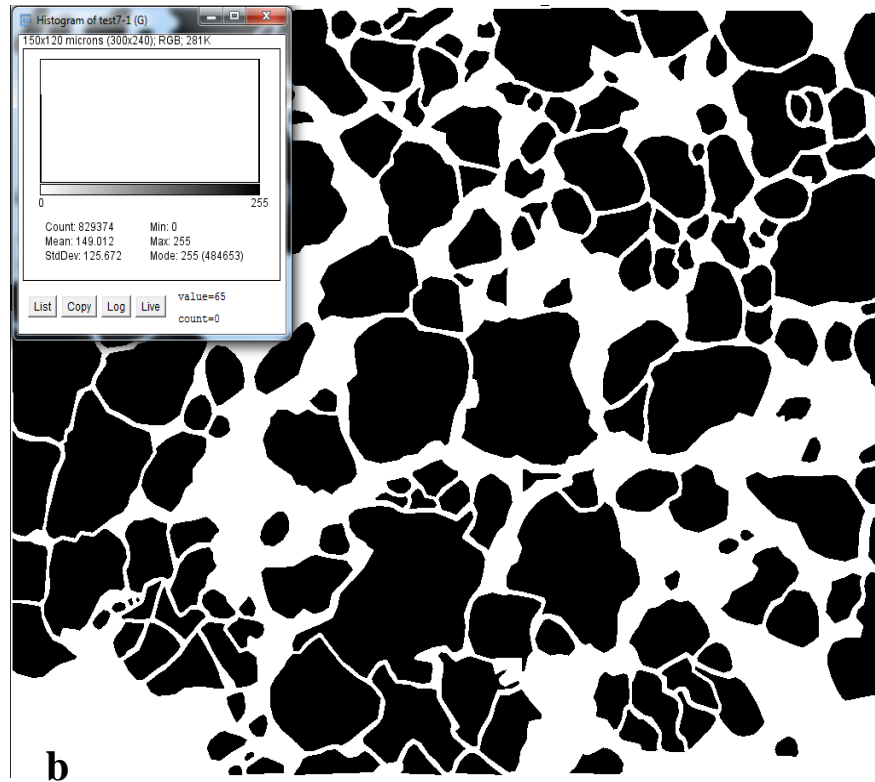 Histogram of test7-1 (G)
150x120 microns (300x240); RGB; 281K
0 255
Count: 829374 Min: 0
Mean: 149.012 Max: 255
StdDev: 125.672 Mode: 255 (484653)
List Copy Log Live value=65
count=0
b